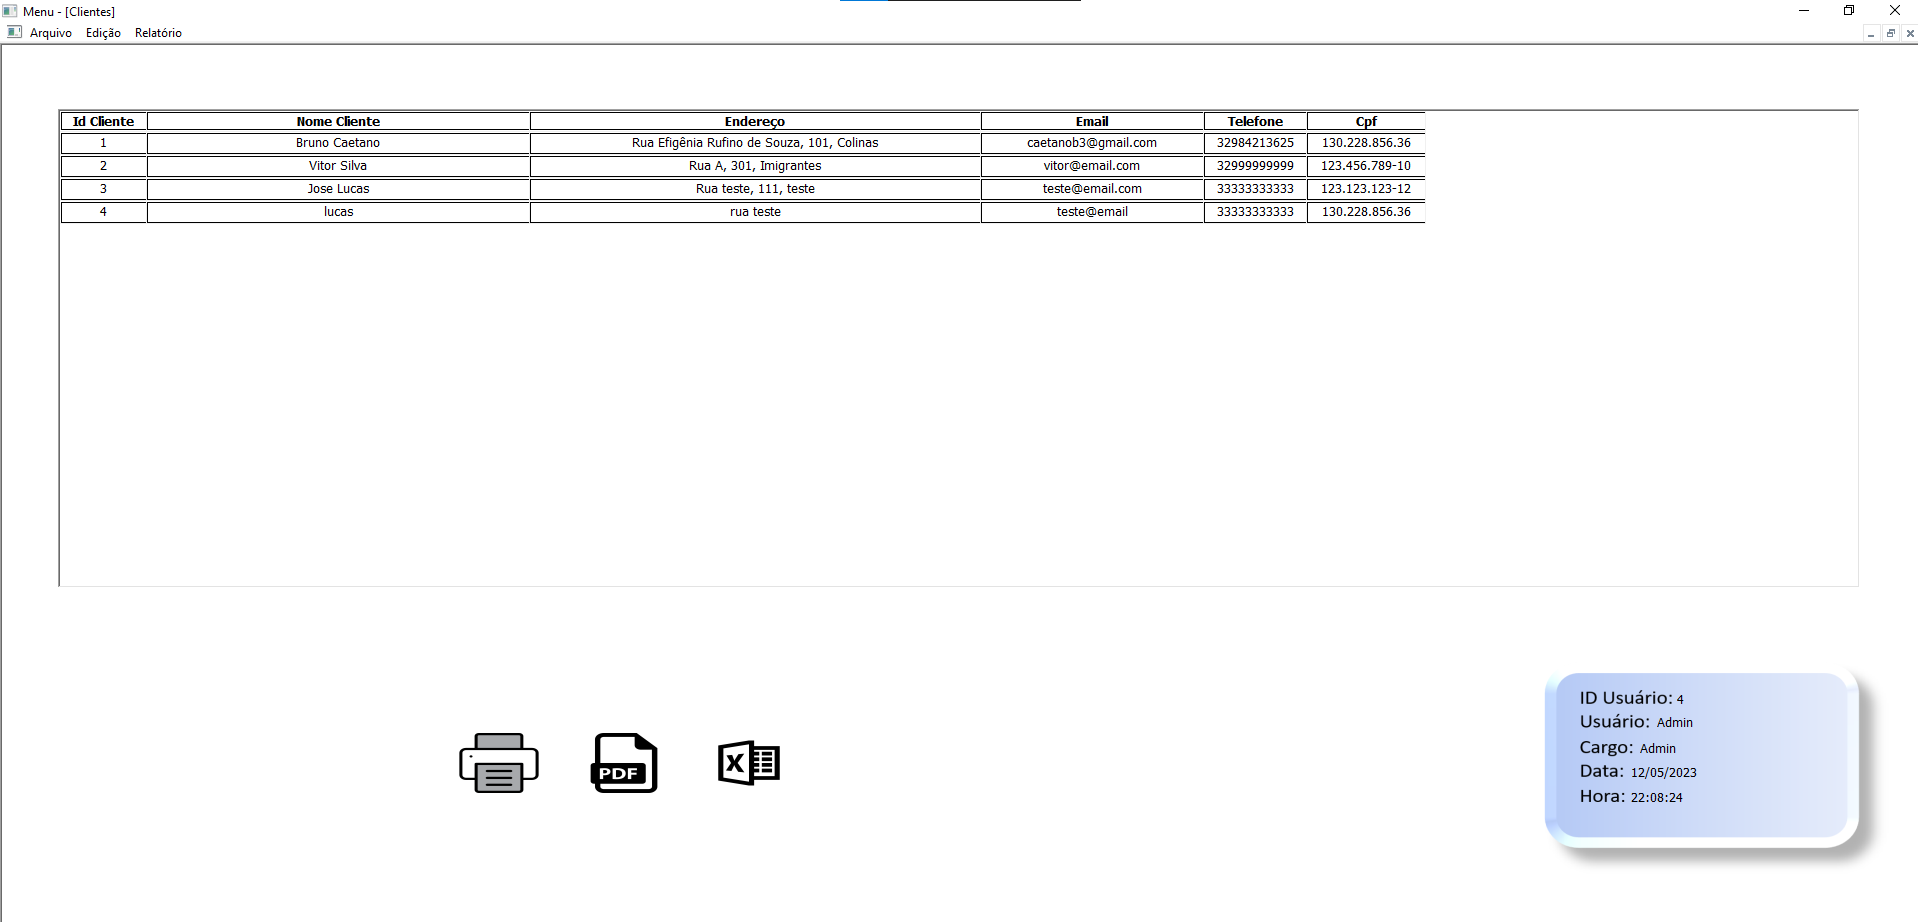 Menu - [Clientes]
Arquivo Edição Relatório
Id Cliente Nome Cliente Endereço Email Telefone Cpf
1 Bruno Caetano Rua Efigênia Rufino de Souza, 101, Colinas caetanob3@gmail.com 32984213625 130.228.856.36
2 Vitor Silva Rua A, 301, Imigrantes vitor@email.com 32999999999 123.456.789-10
3 Jose Lucas Rua teste, 111, teste teste@email.com 33333333333 123.123.123-12
4 lucas rua teste teste@email 33333333333 130.228.856.36
PDF
X
ID Usuário: 4
Usuário: Admin
Cargo: Admin
Data: 12/05/2023
Hora: 22:08:24